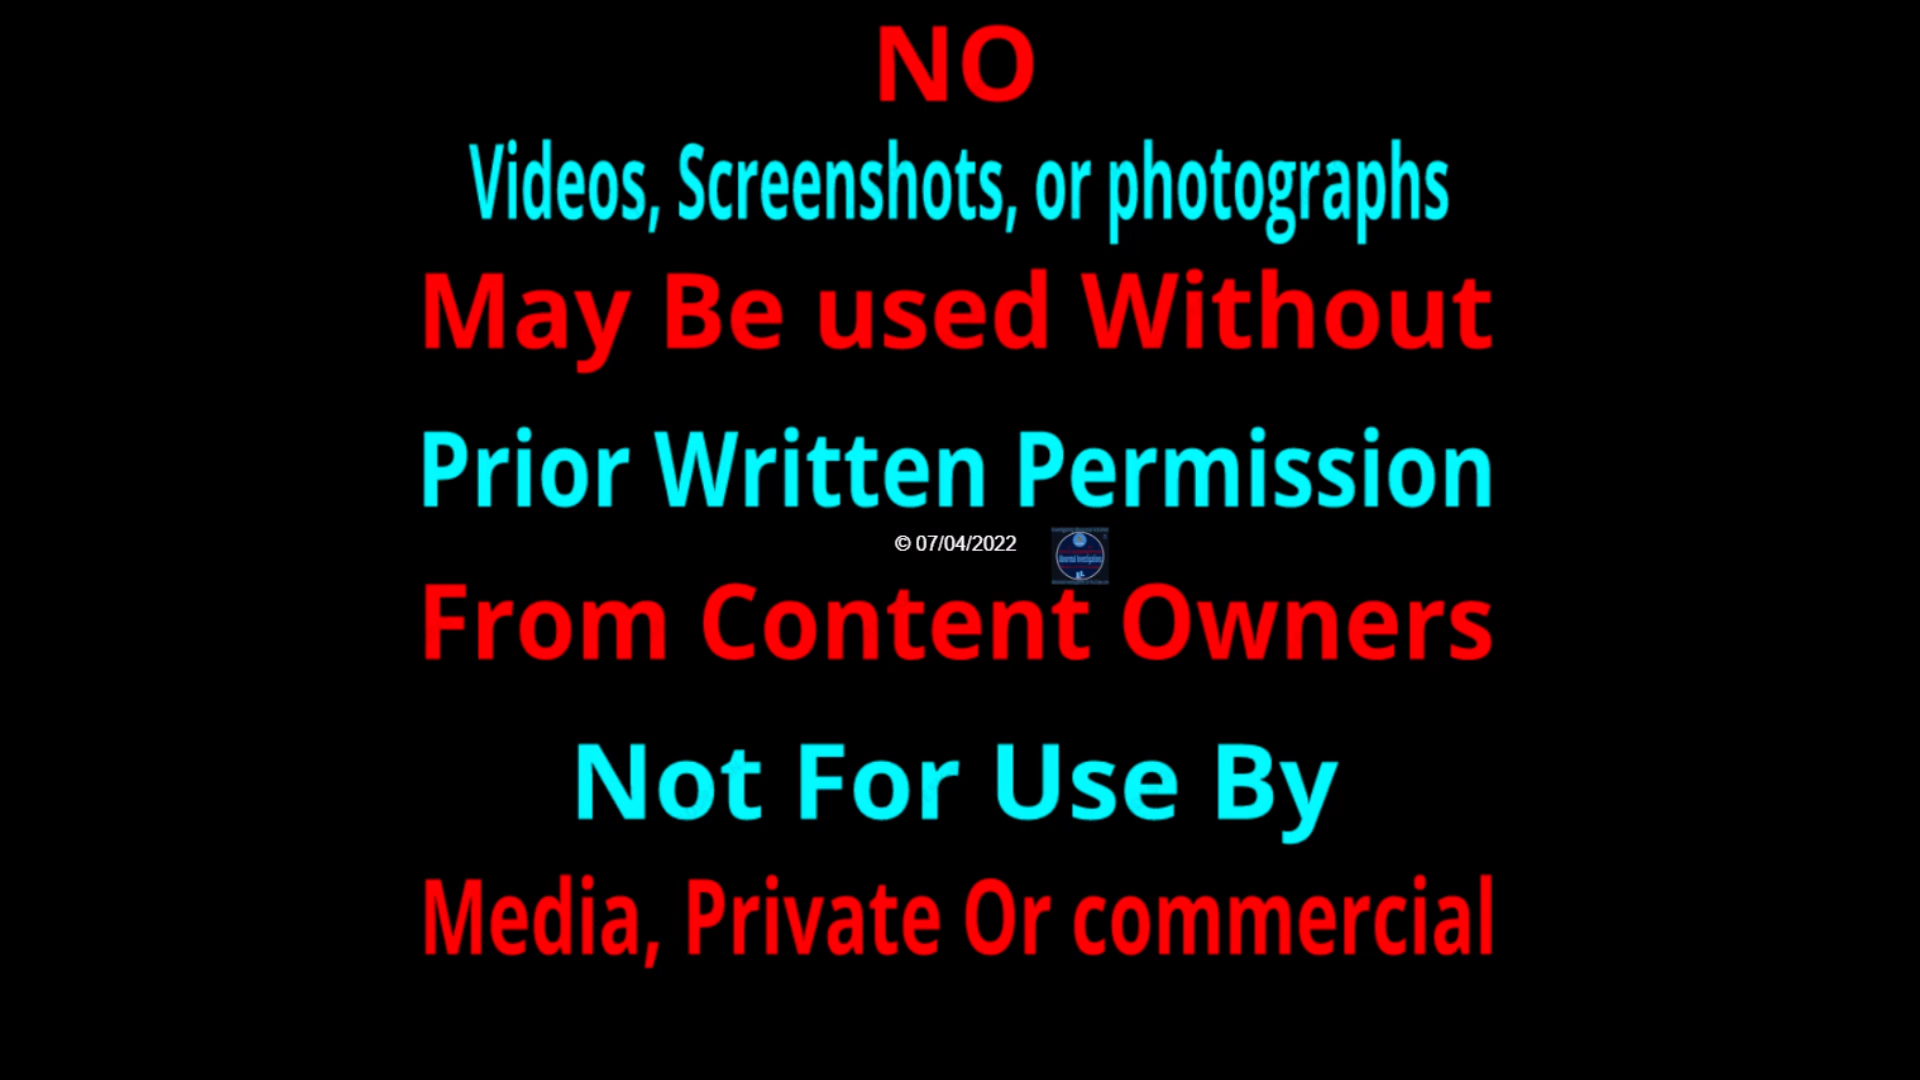 NO
Videos, Screenshots, or photographs
May Be used Without
Prior Written Permission
© 07/04/2022
From Content Owners
Not For Use By
Media, Private Or commercial